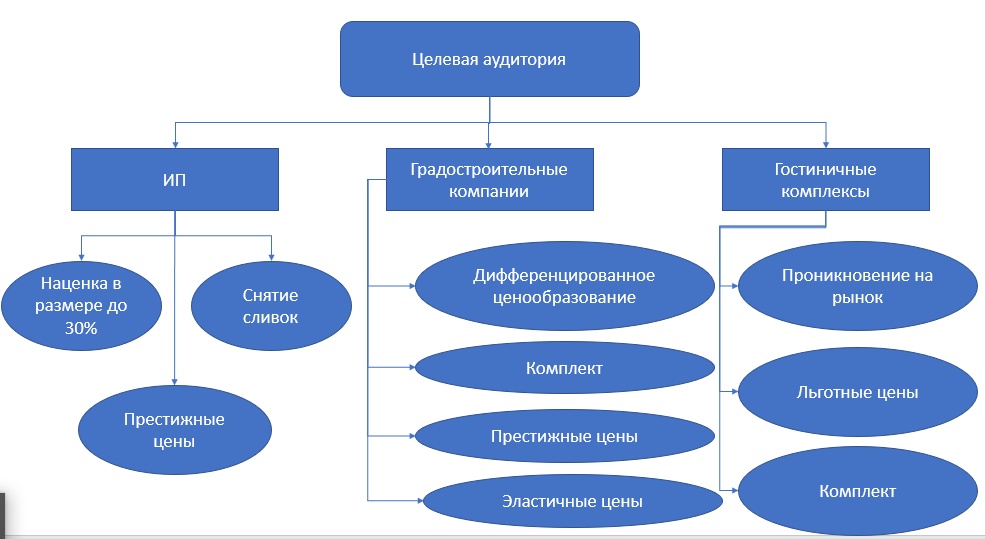 Целевая аудитория
ИП
Градостроительные
компании
Гостиничные
комплексы
Наценка в
размере до
30%
Снятие
сливок
Престижные
цены
Дифференцированное
ценообразование
Комплект
Престижные цены
Эластичные цены
Проникновение на
рынок
Льготные цены
Комплект